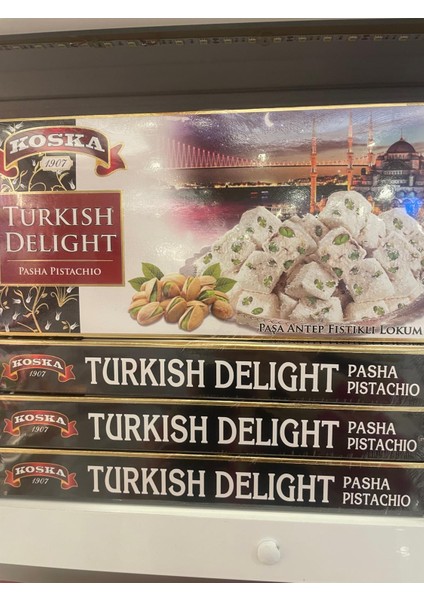 KOSKA
1907
TURKISH
DELIGHT
PASHA PISTACHIO
PAŞA ANTEP FISTIKLI LOKUM
KOSKA
1907
TURKISH DELIGHT
PASHA
PISTACHIO
KOSKA
1907
TURKISH DELIGHT
PASHA
PISTACHIO
KOSKA
1907
TURKISH DELIGHT
PASHA
PISTACHIO